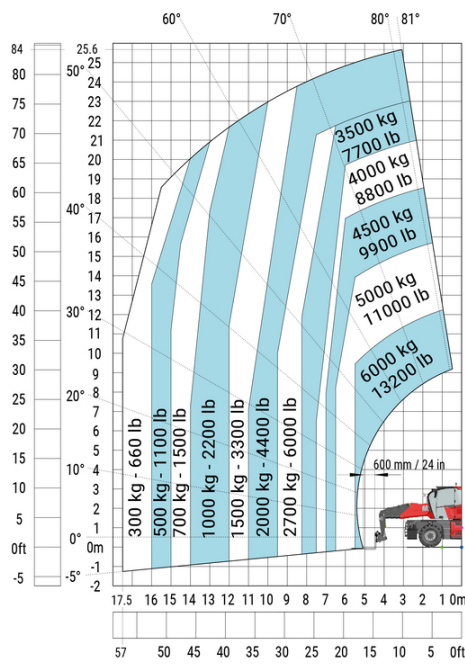 60°
70°
80°
81°
84
25.6
80
25
50°
24
75
23
22
70
21
3500 kg
7700 lb
65
20
4000 kg
8800 lb
19
60
18
40°
17
4500 kg
9900 lb
55
16
50
15
14
5000 kg
11000 lb
45
13
40
12
30°
11
35
10
6000 kg
13200 lb
30
9
8
25
20°
7
20
6
300 kg - 660 lb
500 kg - 1100 lb
700 kg - 1500 lb
1000 kg - 2200 lb
1500 kg - 3300 lb
2000 kg - 4400 lb
2700 kg - 6000 lb
5
15
10°
4
600 mm / 24 in
10
3
2
5
1
0°
0ft
0m
-1
-5
-5°
-2
17.5 16 15 14 13 12 11 10 9 8 7 6 5 4 3 2 1 0m
57 50 45 40 35 30 25 20 15 10 5 0ft